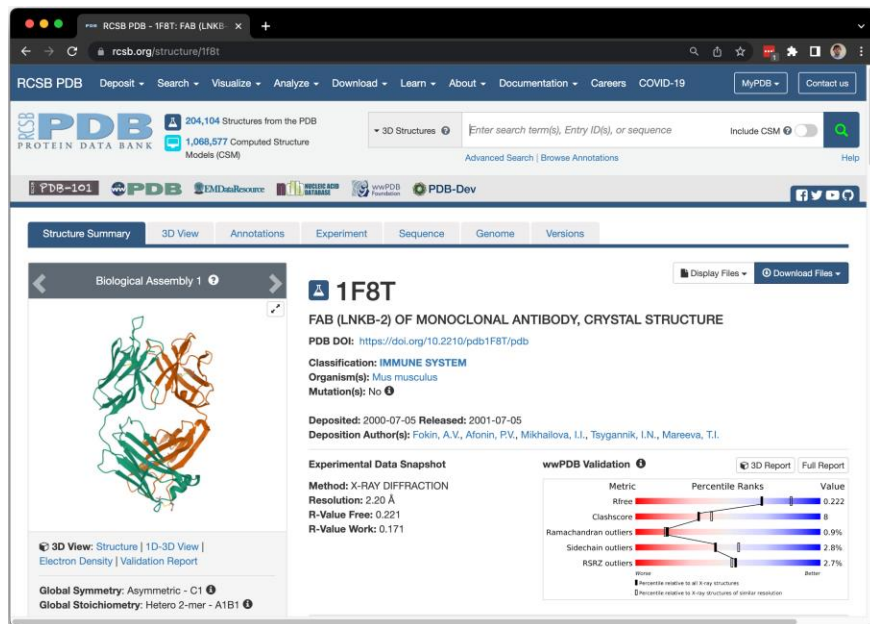 RCSB PDB - 1F8T: FAB (LNKB- × +
rcsb.org/structure/1f8t
1
RCSB PDB Deposit Search Visualize Analyze Download Learn About Documentation Careers COVID-19 MyPDB Contact us
RCSB PDB
PROTEIN DATA BANK
204,104 Structures from the PDB
1,068,577 Computed Structure Models (CSM)
3D Structures Enter search term(s), Entry ID(s), or sequence Include CSM
Advanced Search | Browse Annotations Help
PDB-101 PDB EMDataResource NUCLEIC ACID DATABASE wwPDB Foundation PDB-Dev
Structure Summary 3D View Annotations Experiment Sequence Genome Versions
Biological Assembly 1
Display Files Download Files
1F8T
FAB (LNKB-2) OF MONOCLONAL ANTIBODY, CRYSTAL STRUCTURE
PDB DOI: https://doi.org/10.2210/pdb1F8T/pdb
Classification: IMMUNE SYSTEM
Organism(s): Mus musculus
Mutation(s): No
Deposited: 2000-07-05 Released: 2001-07-05
Deposition Author(s): Fokin, A.V., Afonin, P.V., Mikhailova, I.I., Tsygannik, I.N., Mareeva, T.I.
Experimental Data Snapshot
Method: X-RAY DIFFRACTION
Resolution: 2.20 Å
R-Value Free: 0.221
R-Value Work: 0.171
wwPDB Validation 3D Report Full Report
Metric Percentile Ranks Value
Rfree 0.222
Clashscore 8
Ramachandran outliers 0.9%
Sidechain outliers 2.8%
RSRZ outliers 2.7%
Worse Better
Percentile relative to all X-ray structures
Percentile relative to X-ray structures of similar resolution
3D View: Structure | 1D-3D View |
Electron Density | Validation Report
Global Symmetry: Asymmetric - C1
Global Stoichiometry: Hetero 2-mer - A1B1